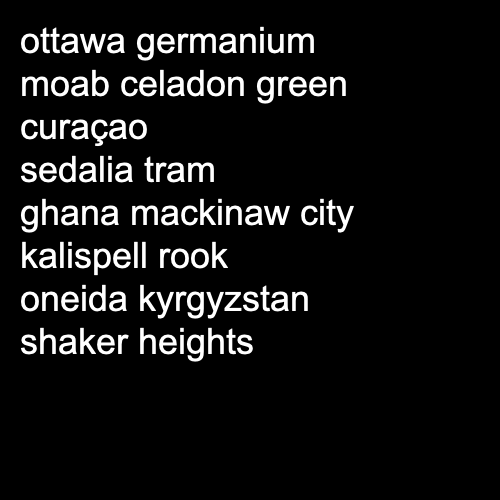 ottawa germanium
moab celadon green
curaçao
sedalia tram
ghana mackinaw city
kalispell rook
oneida kyrgyzstan
shaker heights